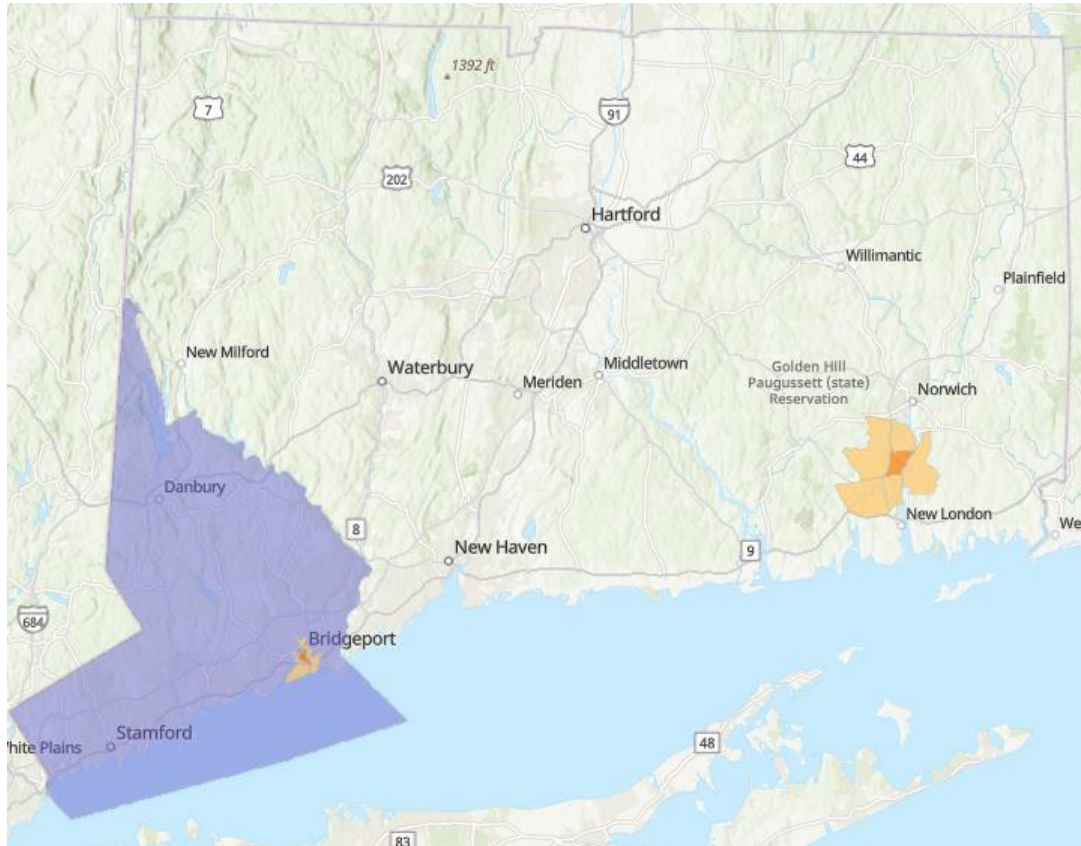 1392 ft
7
91
44
202
Hartford
Willimantic
Plainfield
New Milford
Waterbury
Meriden
Middletown
Golden Hill
Paugussett (state)
Reservation
Norwich
Danbury
8
New Haven
9
New London
We
684
Bridgeport
Stamford
hite Plains
48
83